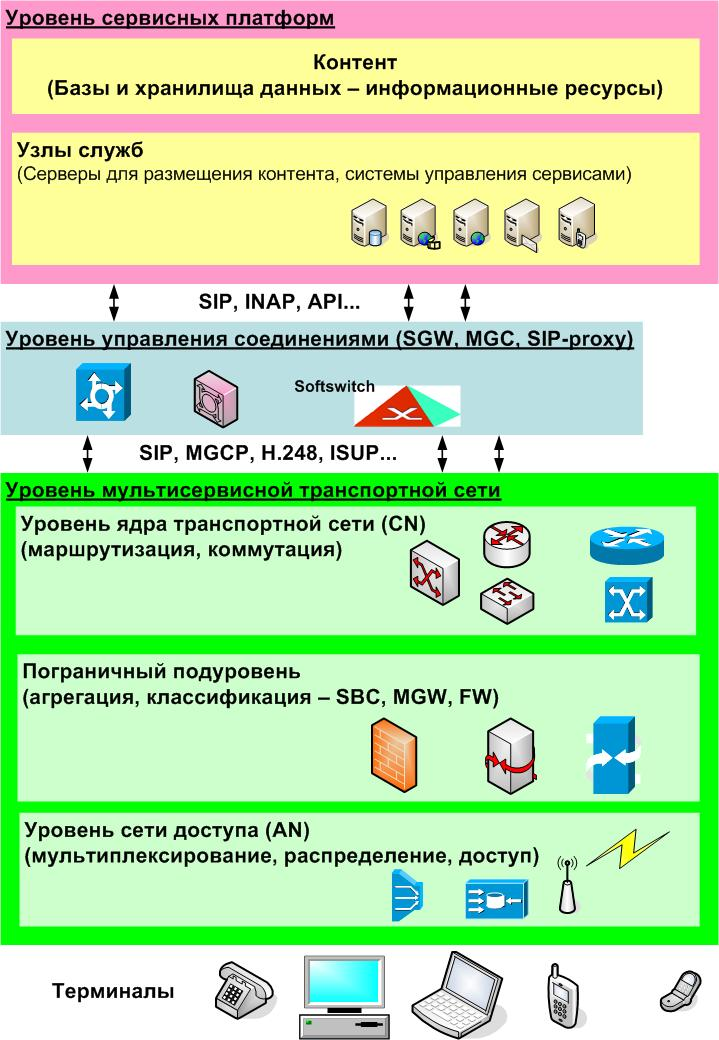 Уровень сервисных платформ
Контент
(Базы и хранилища данных – информационные ресурсы)
Узлы служб
(Серверы для размещения контента, системы управления сервисами)
SIP, INAP, API...
Уровень управления соединениями (SGW, MGC, SIP-proxy)
Softswitch
SIP, MGCP, H.248, ISUP...
Уровень мультисервисной транспортной сети
Уровень ядра транспортной сети (CN)
(маршрутизация, коммутация)
Пограничный подуровень
(агрегация, классификация – SBC, MGW, FW)
Уровень сети доступа (AN)
(мультиплексирование, распределение, доступ)
Терминалы